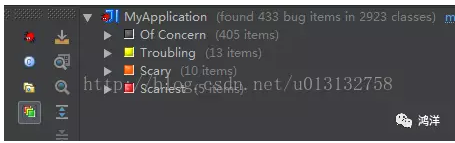 MyApplication (found 433 bug items in 2923 classes)
Of Concern (405 items)
Troubling (13 items)
Scary (10 items)
http://blog.csdn.net/u013132758
Scariest (5 items)
鸿洋